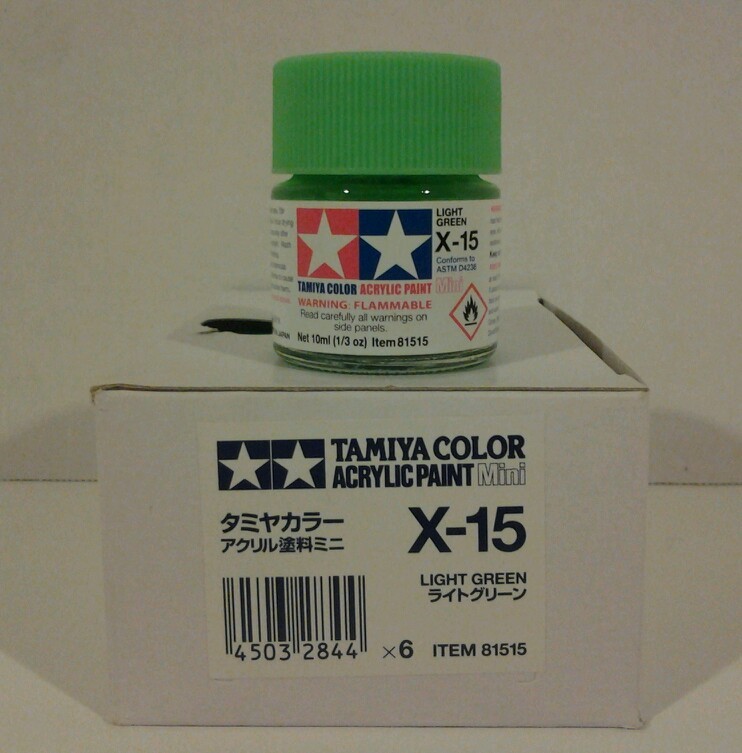 LIGHT
GREEN
X-15
Conforms to
ASTM D4236
TAMIYA COLOR ACRYLIC PAINT Mini
WARNING: FLAMMABLE
Read carefully all warnings on
side panels.
Net 10ml (1/3 oz) Item 81515
TAMIYA COLOR
ACRYLIC PAINT Mini
タミヤカラー
アクリル塗料ミニ
X-15
LIGHT GREEN
ライトグリーン
4503 2844
×6 ITEM 81515